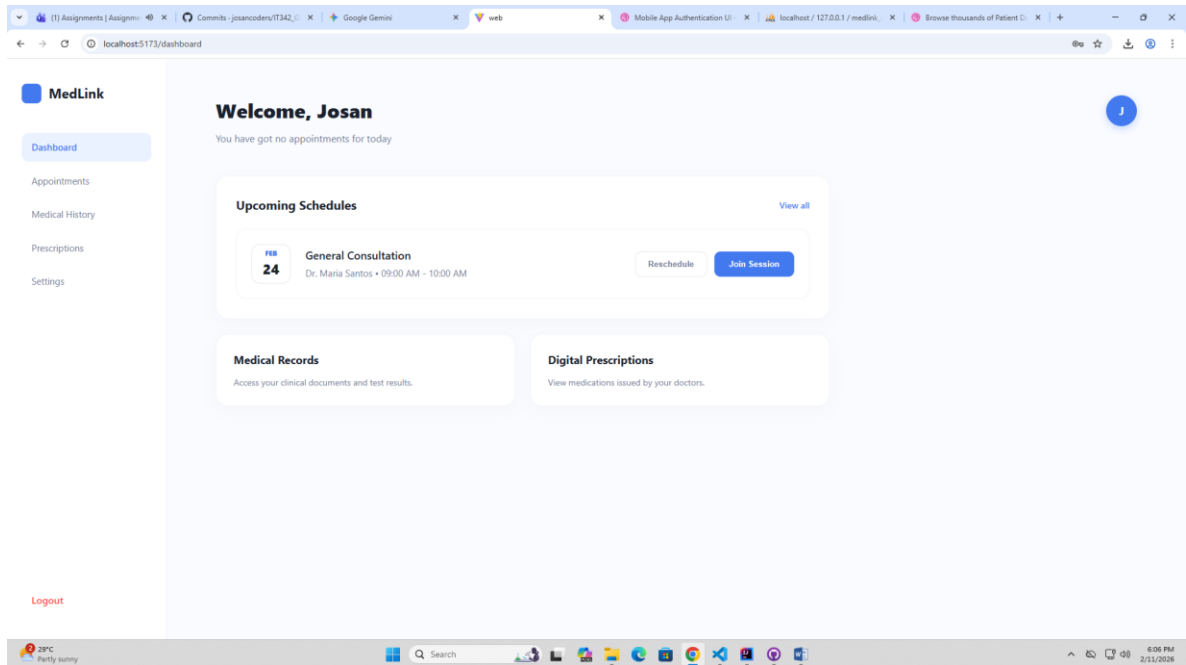 (1) Assignments | Assignme
Commits - josancoders/IT342_G
Google Gemini
web
Mobile App Authentication UI -
localhost / 127.0.0.1 / medlink_
Browse thousands of Patient D
localhost:5173/dashboard
MedLink
Dashboard
Appointments
Medical History
Prescriptions
Settings
Logout
Welcome, Josan
You have got no appointments for today
J
Upcoming Schedules
View all
FEB
24
General Consultation
Dr. Maria Santos • 09:00 AM - 10:00 AM
Reschedule
Join Session
Medical Records
Access your clinical documents and test results.
Digital Prescriptions
View medications issued by your doctors.
2
29°C
Partly sunny
Search
6:06 PM
2/11/2026